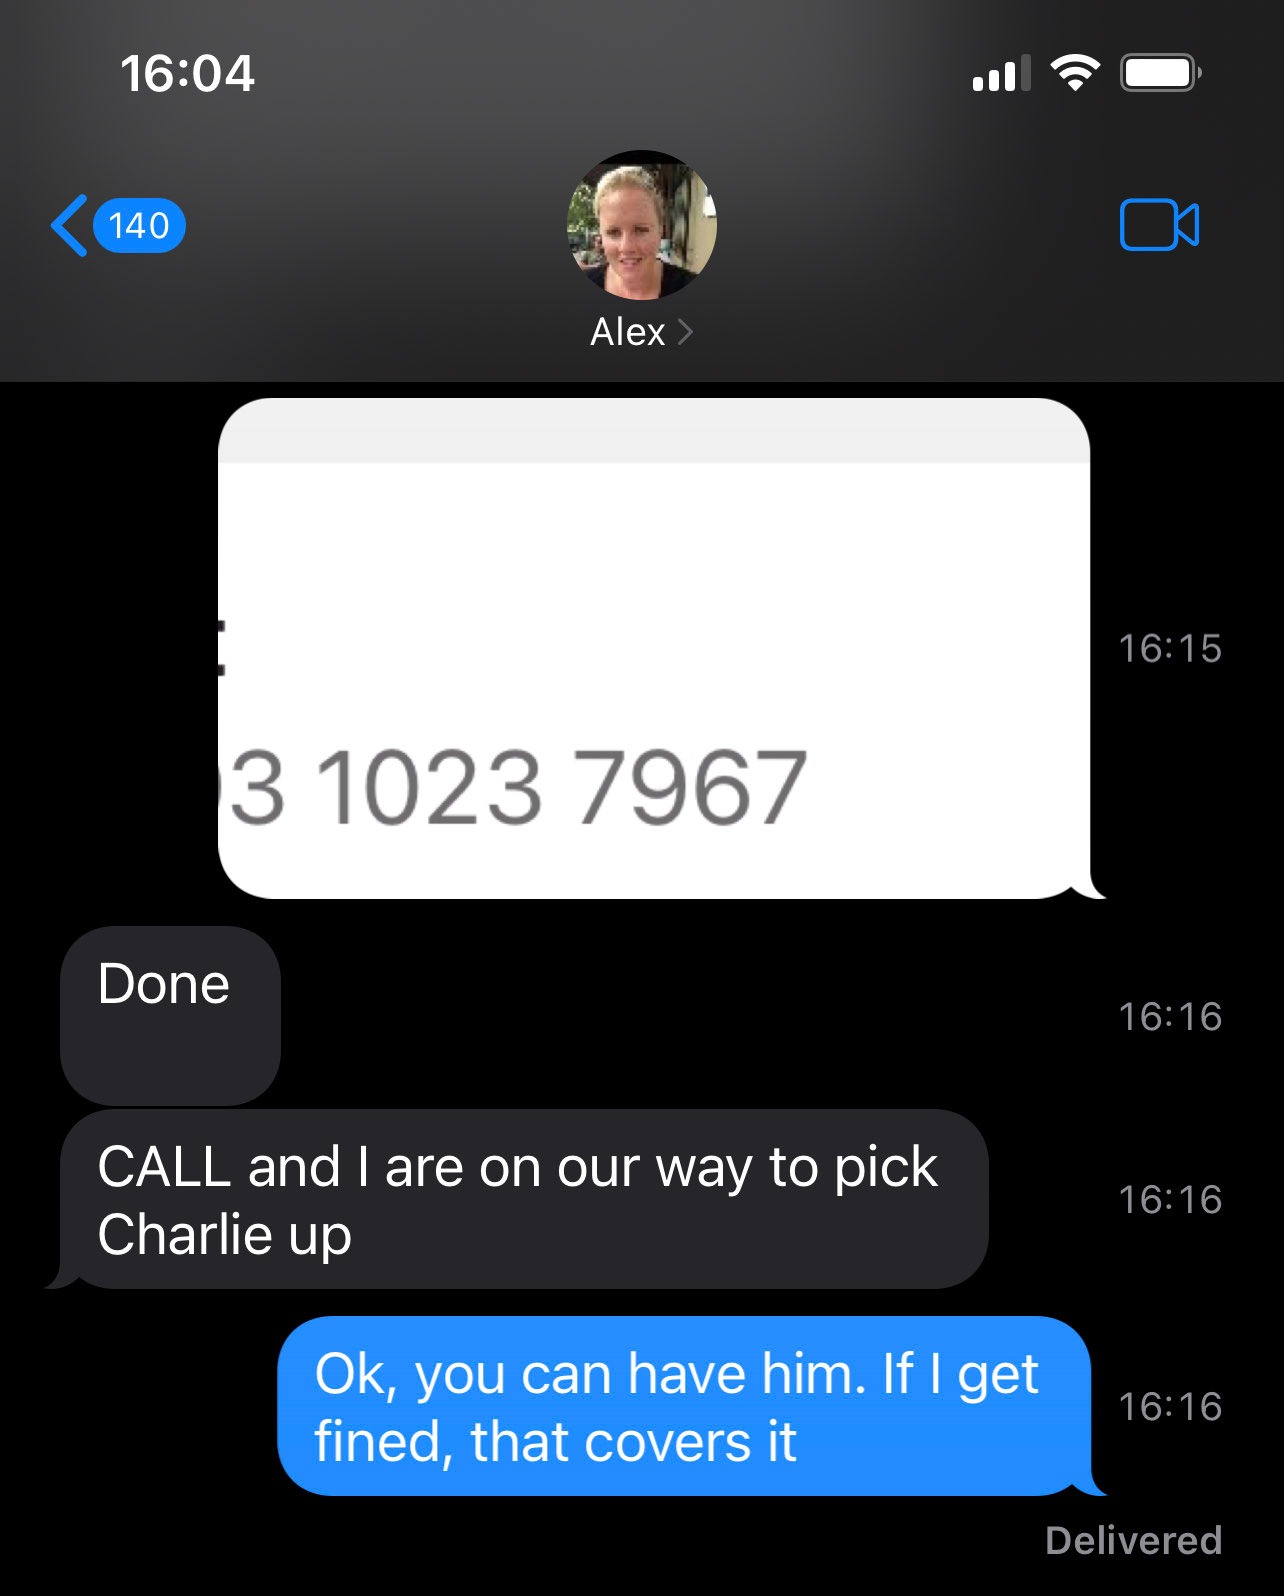 16:04
140
Alex
3 1023 7967
16:15
Done
16:16
CALL and I are on our way to pick
Charlie up
16:16
Ok, you can have him. If I get
fined, that covers it
16:16
Delivered